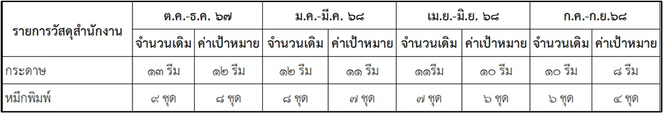 รายการวัสดุสำนักงาน ต.ค.-ธ.ค. ๖๗ ม.ค.-มี.ค. ๖๘ เม.ย.-มิ.ย. ๖๘ ก.ค.-ก.ย.๖๘
จำนวนเดิม ค่าเป้าหมาย จำนวนเดิม ค่าเป้าหมาย จำนวนเดิม ค่าเป้าหมาย จำนวนเดิม ค่าเป้าหมาย
กระดาษ ๑๓ รีม ๑๒ รีม ๑๒ รีม ๑๑ รีม ๑๑รีม ๑๐ รีม ๑๐ รีม ๘ รีม
หมึกพิมพ์ ๙ ชุด ๘ ชุด ๘ ชุด ๗ ชุด ๗ ชุด ๖ ชุด ๖ ชุด ๔ ชุด